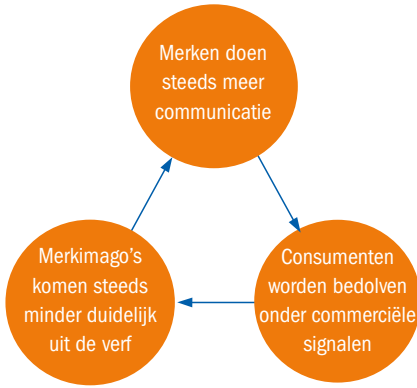 Merken doen
steeds meer
communicatie
Consumenten
worden bedolven
onder commerciële
signalen
Merkimago's
komen steeds
minder duidelijk
uit de verf